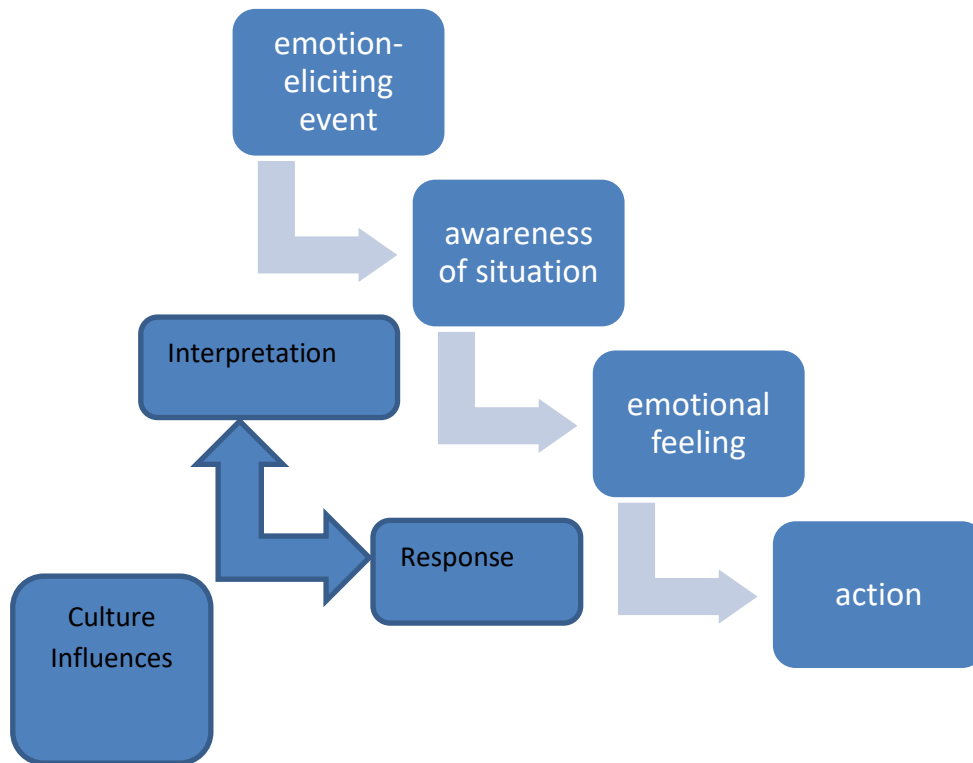 emotion-
eliciting
event
awareness
of situation
Interpretation
emotional
feeling
Response
action
Culture
Influences